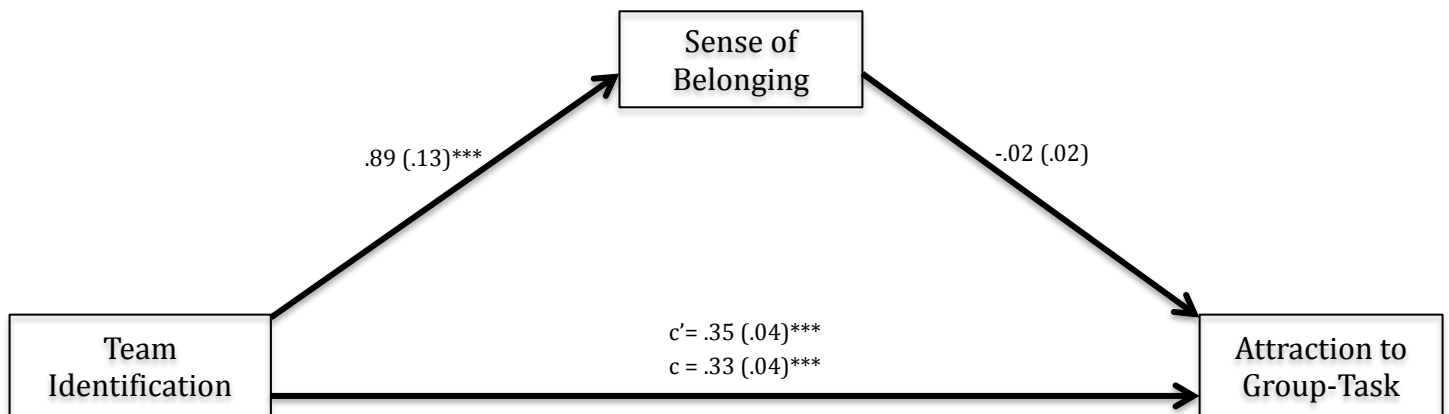 Sense of
Belonging
.89 (.13)***
-.02 (.02)
c’= .35 (.04)***
c = .33 (.04)***
Team
Identification
Attraction to
Group-Task